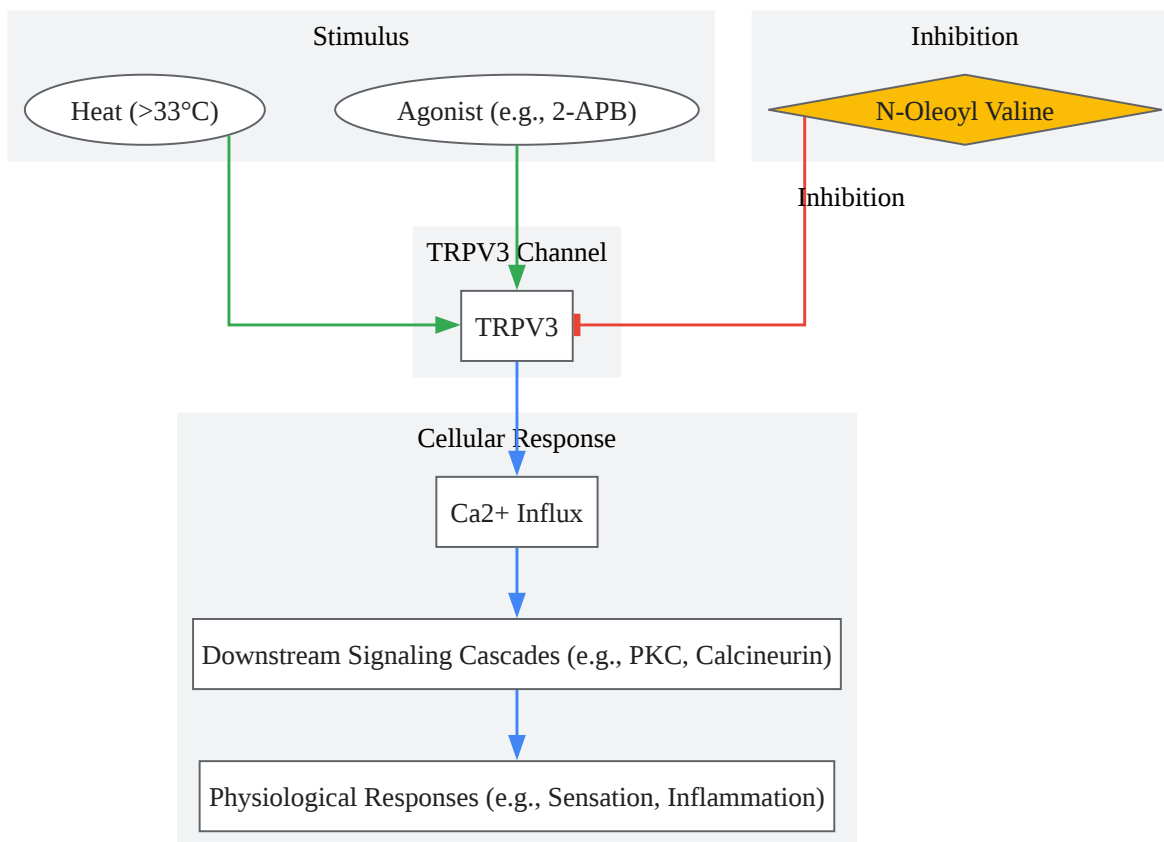 Stimulus
Inhibition
Heat (>33°C)
Agonist (e.g., 2-APB)
N-Oleoyl Valine
Inhibition
TRPV3 Channel
TRPV3
Cellular Response
Ca2+ Influx
Downstream Signaling Cascades (e.g., PKC, Calcineurin)
Physiological Responses (e.g., Sensation, Inflammation)